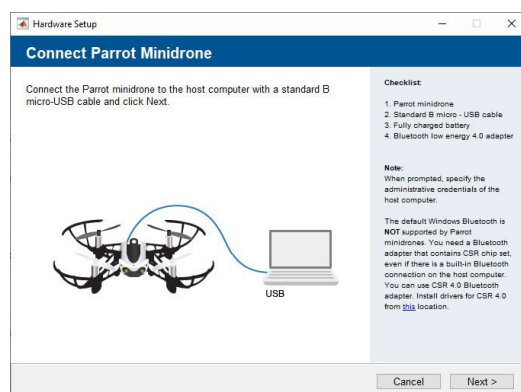 Hardware Setup
Connect Parrot Minidrone
Connect the Parrot minidrone to the host computer with a standard B
micro-USB cable and click Next.
USB
Checklist:
1. Parrot minidrone
2. Standard B micro - USB cable
3. Fully charged battery
4. Bluetooth low energy 4.0 adapter
Note:
When prompted, specify the
administrative credentials of the
host computer.
The default Windows Bluetooth is
NOT supported by Parrot
minidrones. You need a Bluetooth
adapter that contains CSR chip set,
even if there is a built-in Bluetooth
connection on the host computer.
You can use CSR 4.0 Bluetooth
adapter. Install drivers for CSR 4.0
from this location.
Cancel
Next >